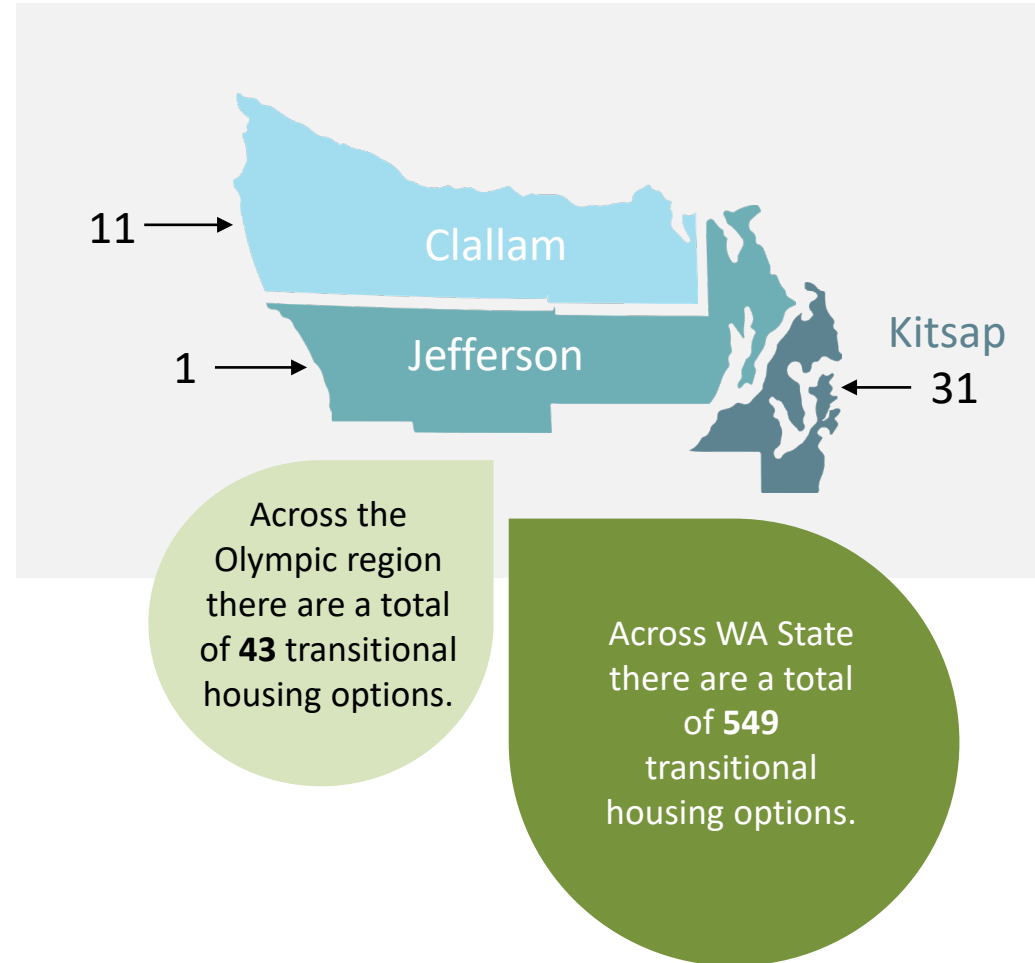 11
Clallam
1
Jefferson
Kitsap
31
Across the
Olympic region
there are a total
of 43 transitional
housing options.
Across WA State
there are a total
of 549
transitional
housing options.